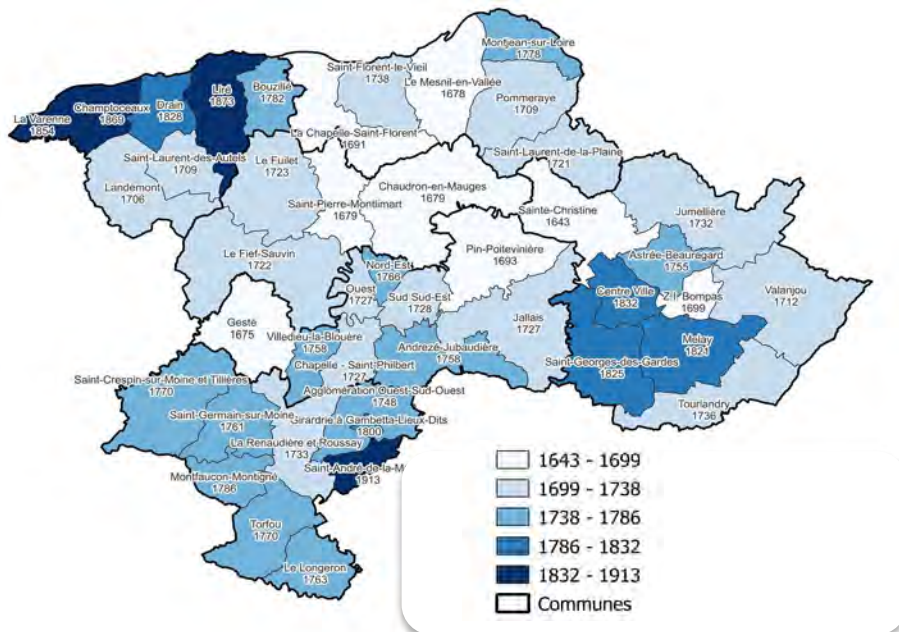 Montjean-sur-Loire
1778
Saint-Florent-le-Vieil
1738
Le Mesnil-en-Vallée
1678
Bouzillé
1782
Liré
1873
Drain
1828
Champtoceaux
1869
La Varenne
1854
Pommeraye
1709
La Chapelle-Saint-Florent
1691
Saint-Laurent-de-la-Plaine
1721
Saint-Laurent-des-Autels
1709
Le Fuilet
1723
Landemont
1706
Chaudron-en-Mauges
1679
Saint-Pierre-Montlimart
1679
Sainte-Christine
1643
Jumellière
1732
Le Fief-Sauvin
1722
Pin-Poitevinière
1693
Astrée-Beauregard
1755
Nord-Est
1766
Ouest
1727
Sud Sud-Est
1728
Centre Ville
1832
Z.I. Bompas
1699
Valanjou
1712
Gesté
1675
Jallais
1727
Villedieu-la-Blouère
1758
Andrezé-Jubaudière
1758
Melay
1821
Saint-Georges-des-Gardes
1825
Chapelle - Saint Philbert
1727
Saint-Crespin-sur-Moine et Tillières
1770
Agglomération Ouest-Sud-Ouest
1748
Tourlandry
1736
Saint-Germain-sur-Moine
1761
Girardrie à Gambetta-Lieux-Dits
1800
La Renaudière et Roussay
1733
Saint-André-de-la-M
1913
Montfaucon-Montigné
1786
Torfou
1770
Le Longeron
1763
1643 - 1699
1699 - 1738
1738 - 1786
1786 - 1832
1832 - 1913
Communes